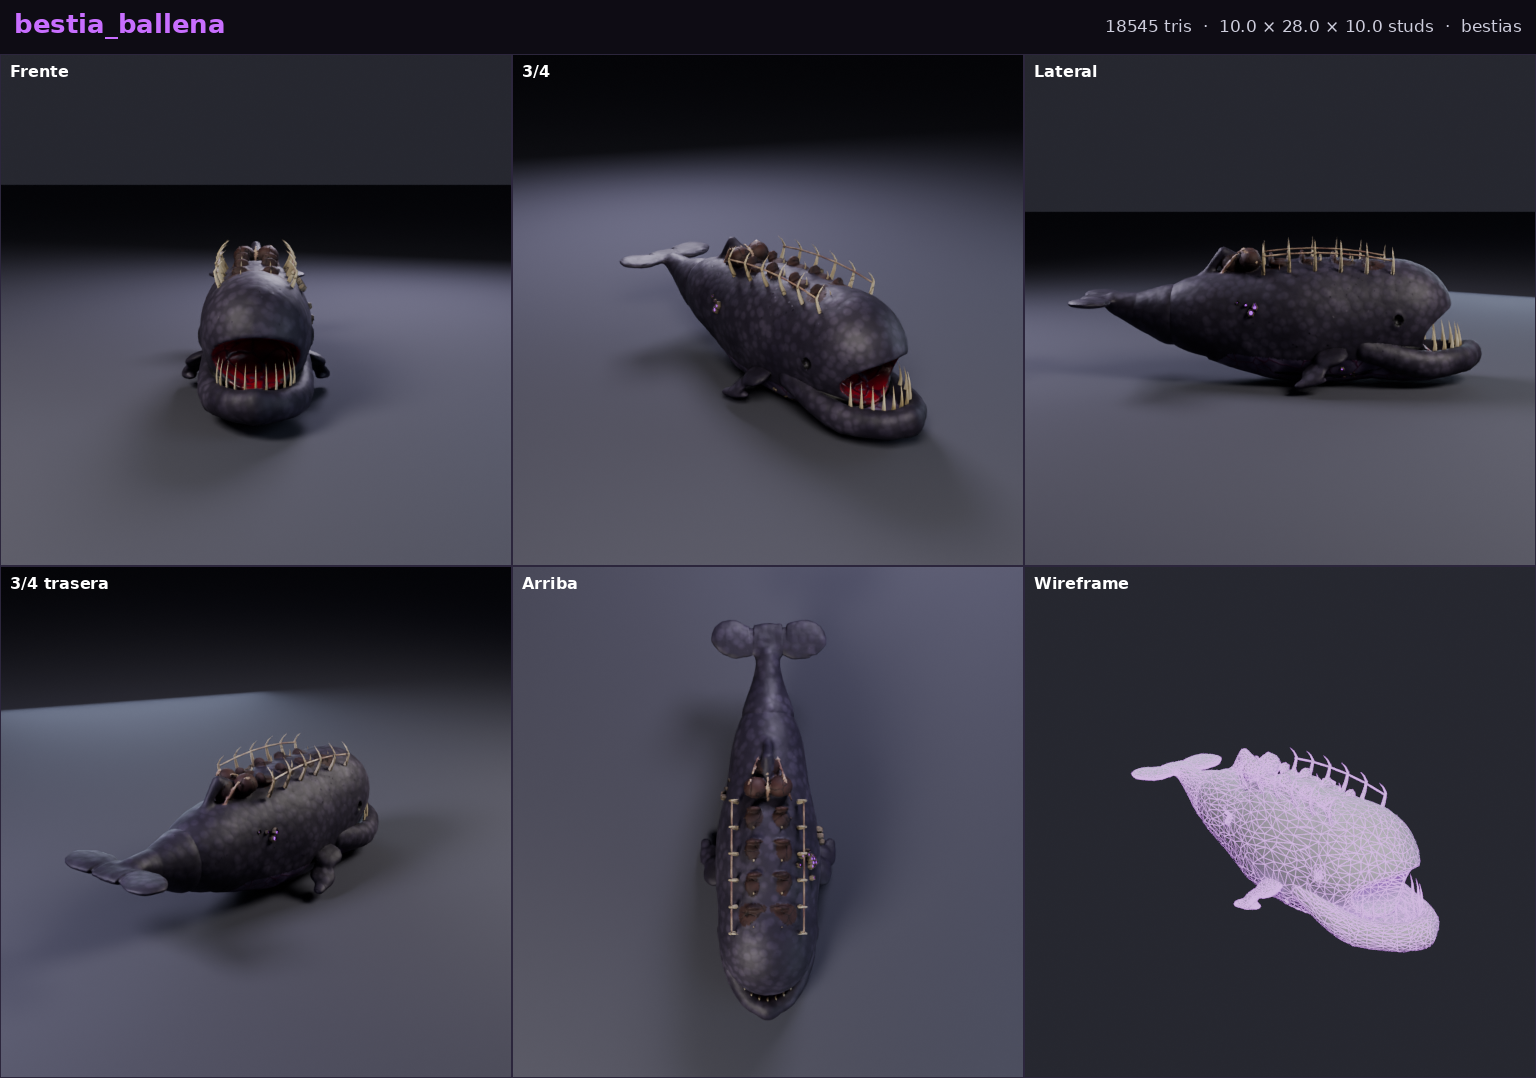 bestia_ballena
18545 tris · 10.0 × 28.0 × 10.0 studs · bestias
Frente
3/4
Lateral
3/4 trasera
Arriba
Wireframe